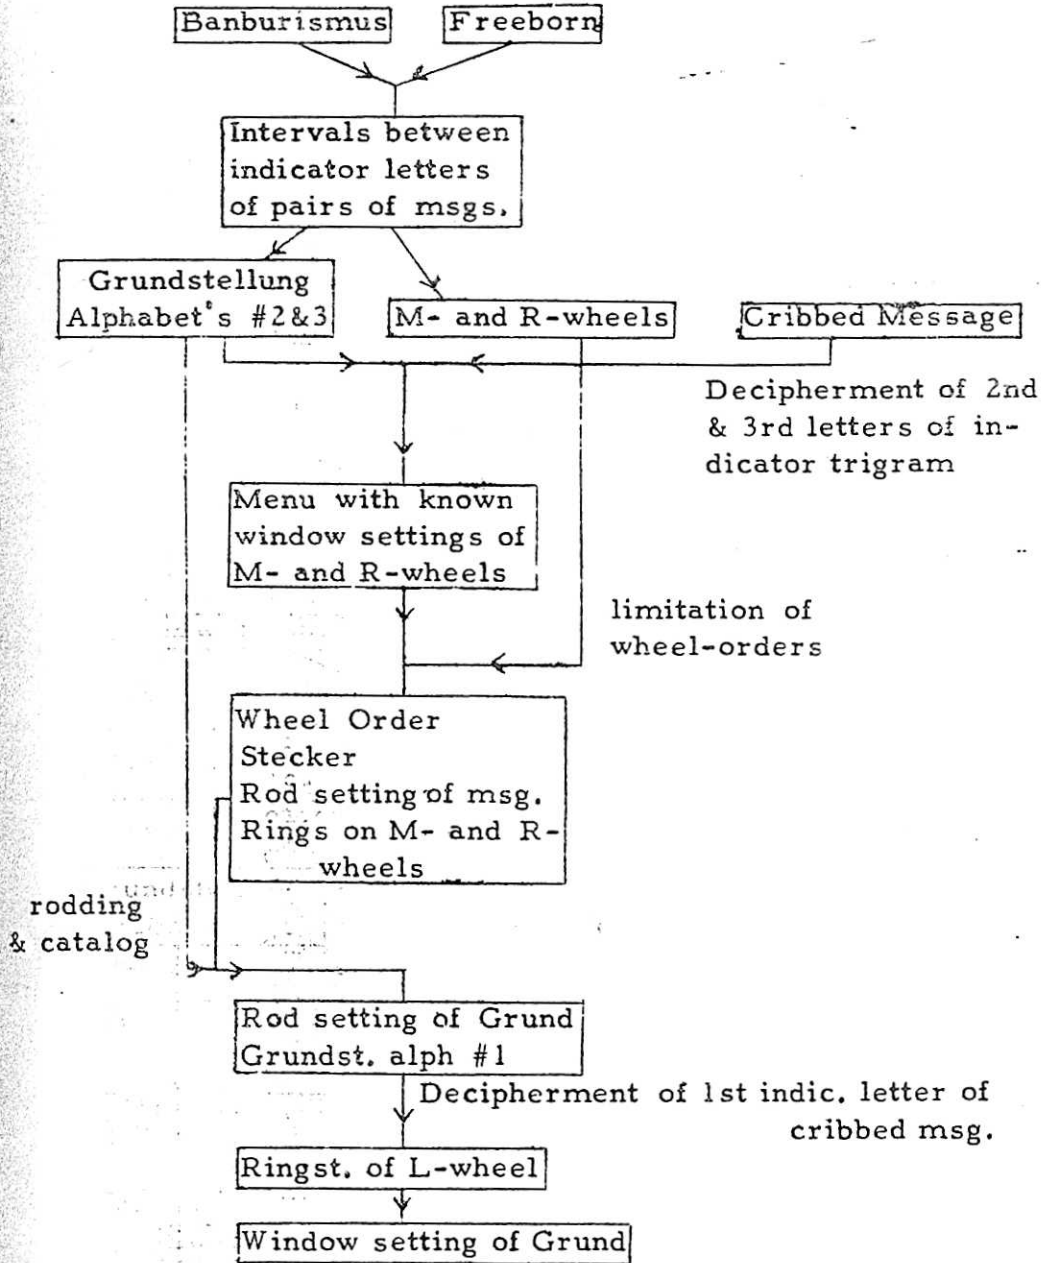 Banburismus
Freeborn
Intervals between
indicator letters
of pairs of msgs.
Grundstellung
Alphabet's #2&3
M- and R-wheels
Cribbed Message
Decipherment of 2nd
& 3rd letters of in-
dicator trigram
Menu with known
window settings of
M- and R-wheels
limitation of
wheel-orders
Wheel Order
Stecker
Rod setting of msg.
Rings on M- and R-
wheels
rodding
& catalog
Rod setting of Grund
Grundst. alph #1
Decipherment of 1st indic. letter of
cribbed msg.
Ringst. of L-wheel
Window setting of Grund